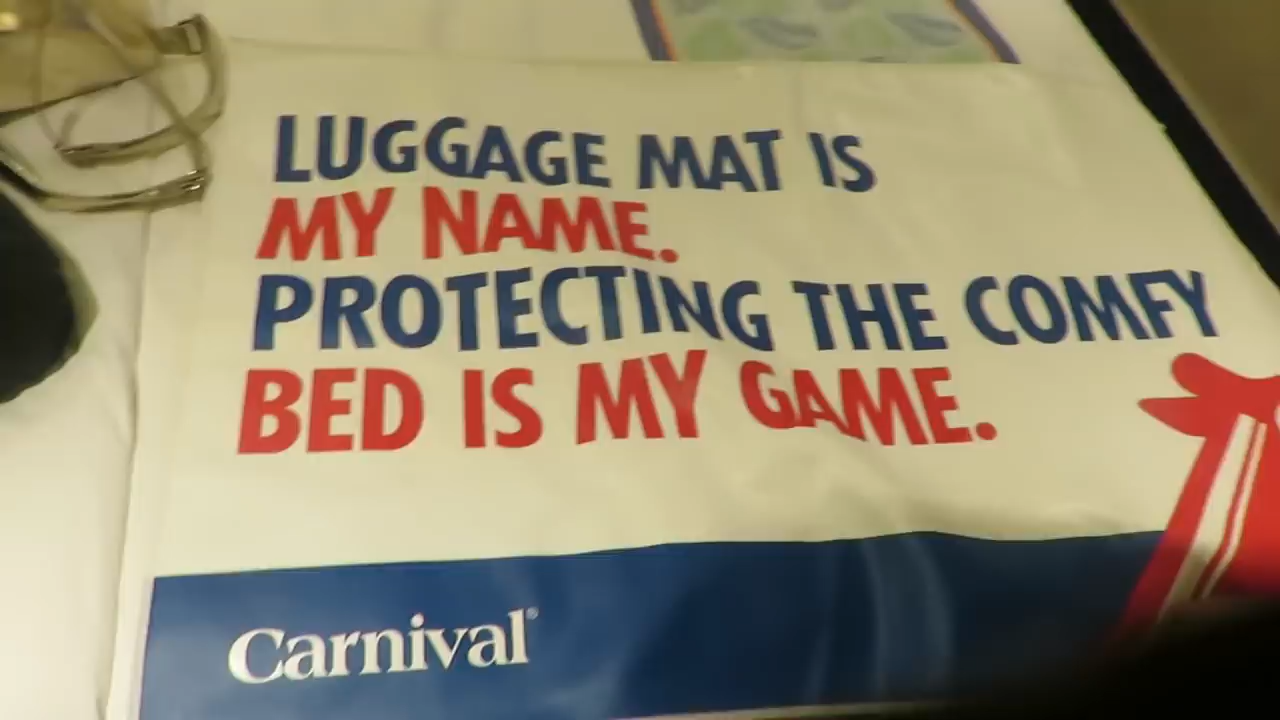 LUGGAGE MAT IS
MY NAME.
PROTECTING THE COMFY
BED IS MY GAME.
Carnival®